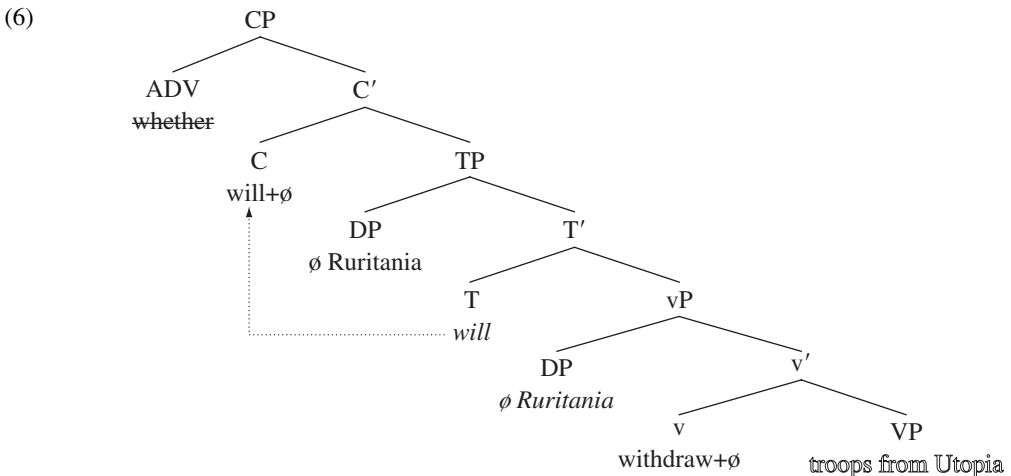 (6)
CP
ADV C′
whether
C TP
will+ø
DP T′
ø Ruritania
T vP
will
DP v′
ø Ruritania
v VP
withdraw+ø troops from Utopia